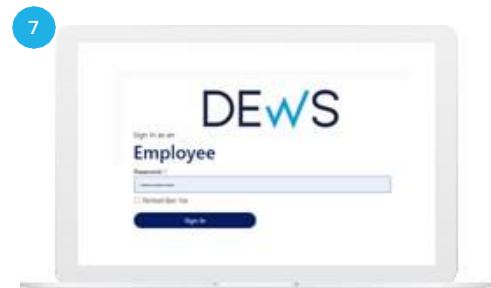 7
DEWS
Sign in as an
Employee
Password *
Remember me
Sign In